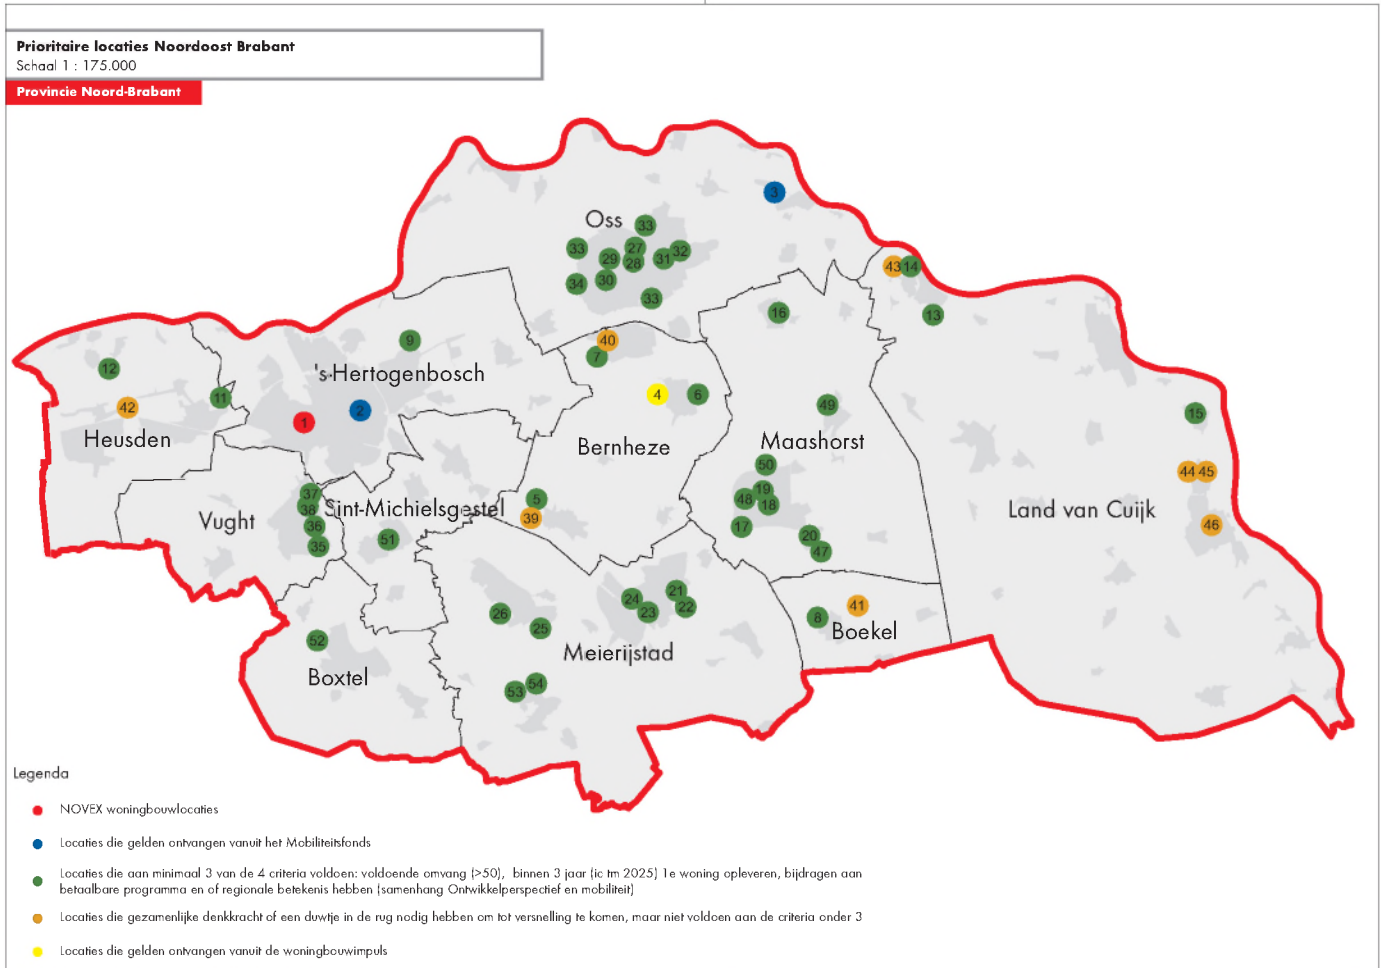 Prioritaire locaties Noordoost Brabant
Schaal 1 : 175.000
Provincie Noord-Brabant
3
Oss
33
33
27
32
29
28
31
43
14
34
30
33
16
13
9
40
7
12
's-Hertogenbosch
11
4
6
42
2
49
15
1
Heusden
Bernheze
Maashorst
50
44
45
37
19
5
48
38
Sint-Michielsgestel
18
Land van Cuijk
Vught
39
36
17
46
51
20
35
47
21
24
22
41
26
23
8
25
Boekel
52
Meierijstad
Boxtel
54
53
Legenda
NOVEX woningbouwlocaties
Locaties die gelden ontvangen vanuit het Mobiliteitsfonds
Locaties die aan minimaal 3 van de 4 criteria voldoen: voldoende omvang (>50), binnen 3 jaar (ic tm 2025) 1e woning opleveren, bijdragen aan
betaalbare programma en of regionale betekenis hebben (samenhang Ontwikkelperspectief en mobiliteit)
Locaties die gezamenlijke denkkracht of een duwtje in de rug nodig hebben om tot versnelling te komen, maar niet voldoen aan de criteria onder 3
Locaties die gelden ontvangen vanuit de woningbouwimpuls